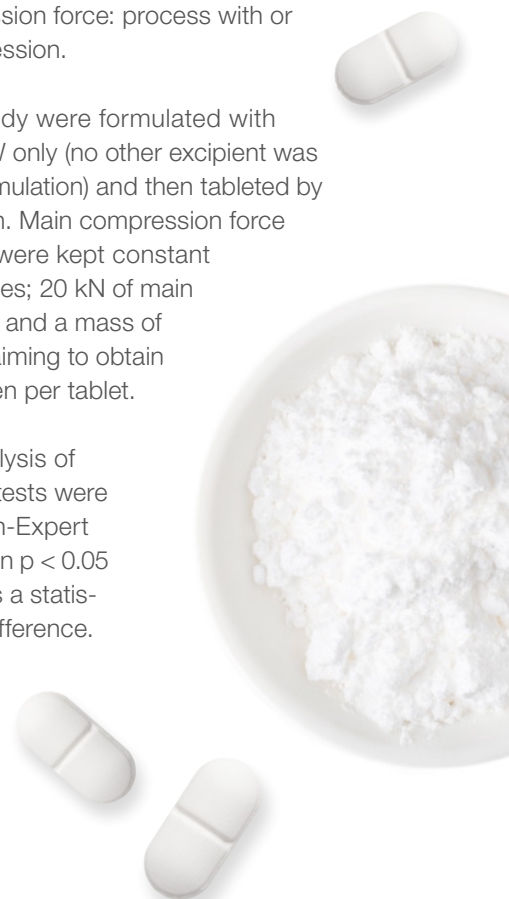 ssion force: process with or
ession.
dy were formulated with
only (no other excipient was
mulation) and then tableted by
n. Main compression force
were kept constant
es; 20 kN of main
and a mass of
aiming to obtain
en per tablet.
lysis of
tests were
n-Expert
n p < 0.05
s a statis-
fference.